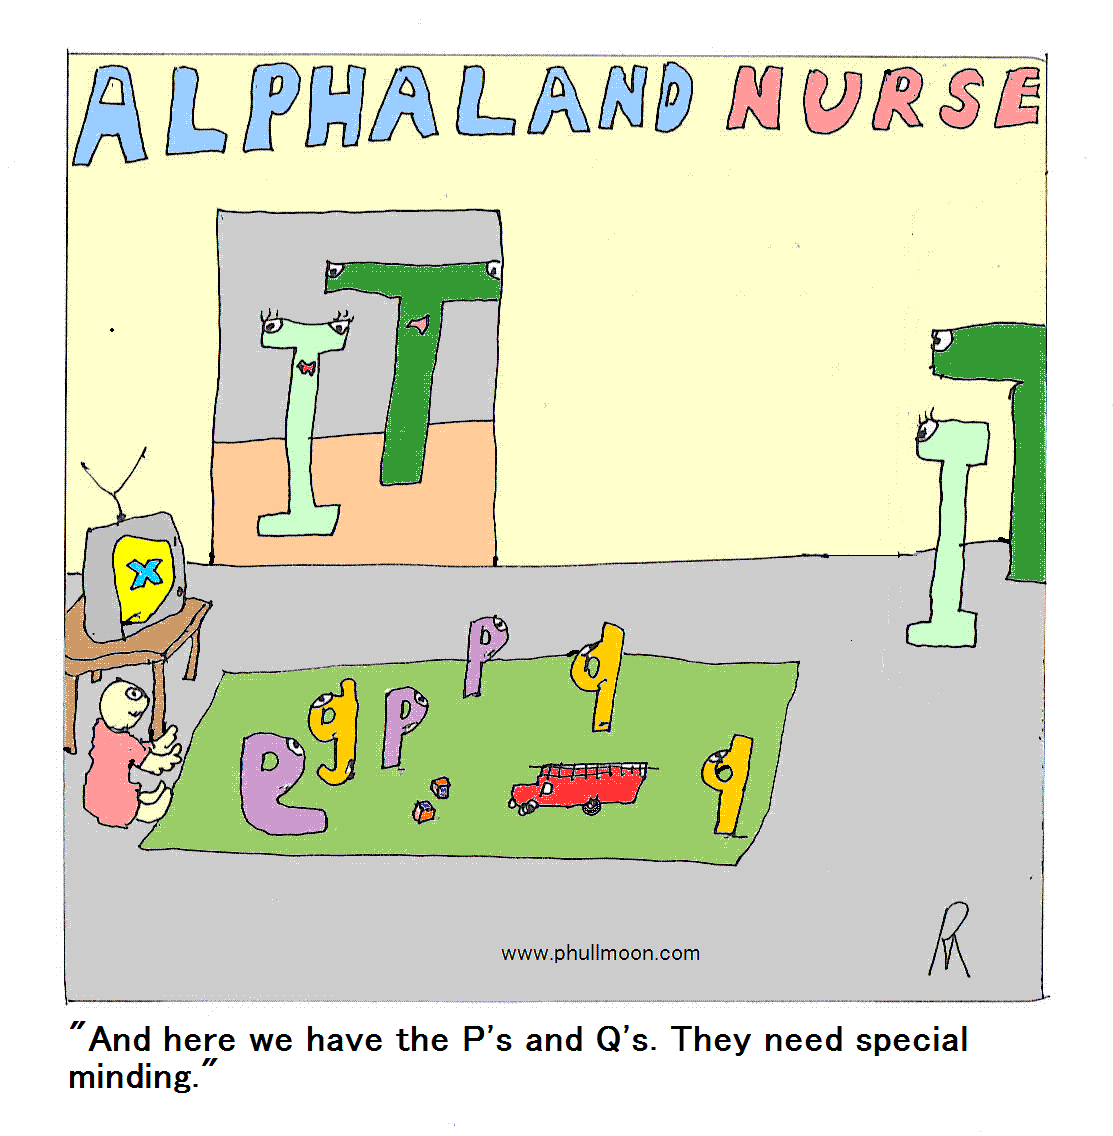 ALPHALAND NURSE
I T
I T
x
p q
e g p
q
www.phullmoon.com
"And here we have the P's and Q's. They need special
minding."